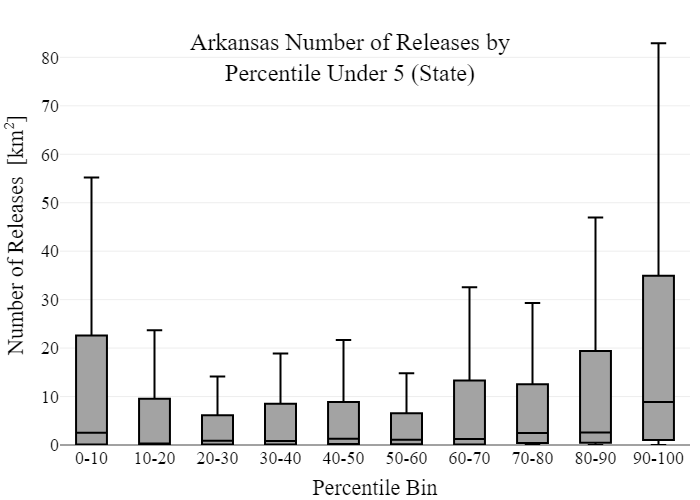 Arkansas Number of Releases by
Percentile Under 5 (State)
Number of Releases [km²]
80
70
60
50
40
30
20
10
0
0-10 10-20 20-30 30-40 40-50 50-60 60-70 70-80 80-90 90-100
Percentile Bin